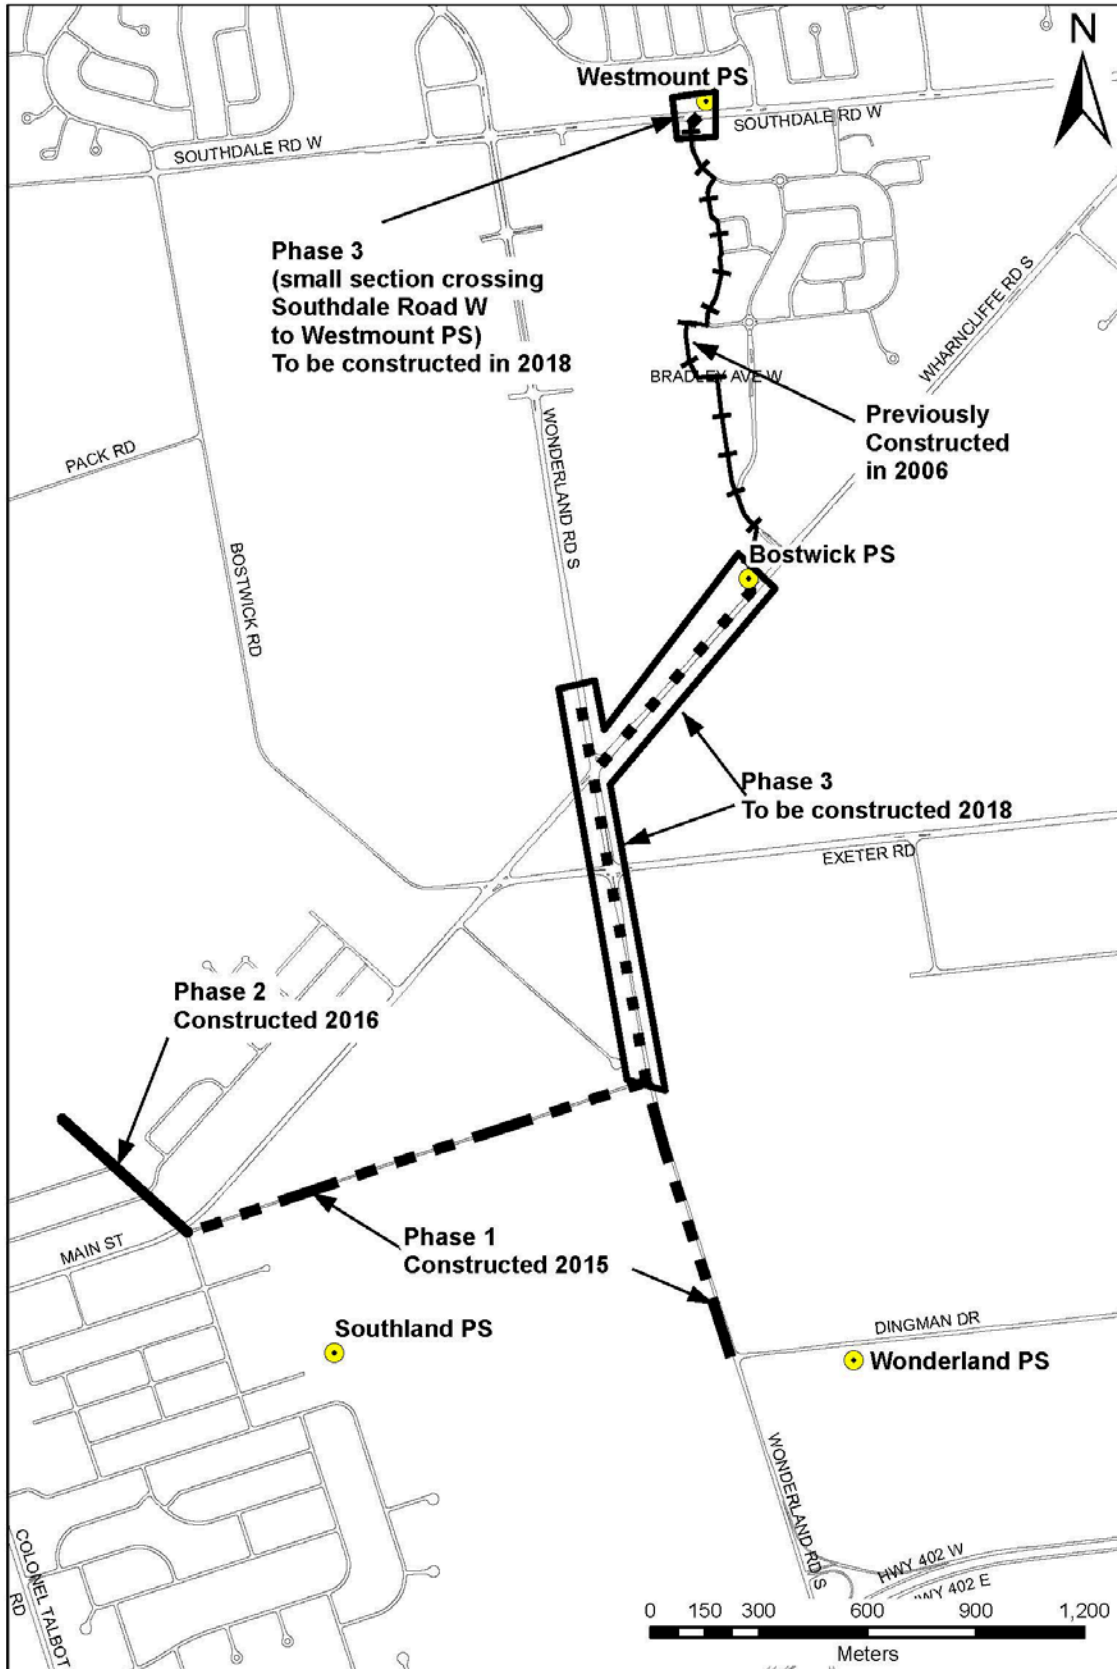 N
Westmount PS
SOUTHDALE RD W
SOUTHDALE RD W
Phase 3
(small section crossing
Southdale Road W
to Westmount PS)
To be constructed in 2018
WHARNCLIFFE RD S
BRADLEY AVE W
Previously
Constructed
in 2006
PACK RD
WONDERLAND RD S
BOSTWICK RD
Bostwick PS
Phase 3
To be constructed 2018
EXETER RD
Phase 2
Constructed 2016
MAIN ST
Phase 1
Constructed 2015
Southland PS
DINGMAN DR
Wonderland PS
WONDERLAND RD S
COLONEL TALBOT
RD
HWY 402 W
HWY 402 E
0 150 300 600 900 1,200
Meters